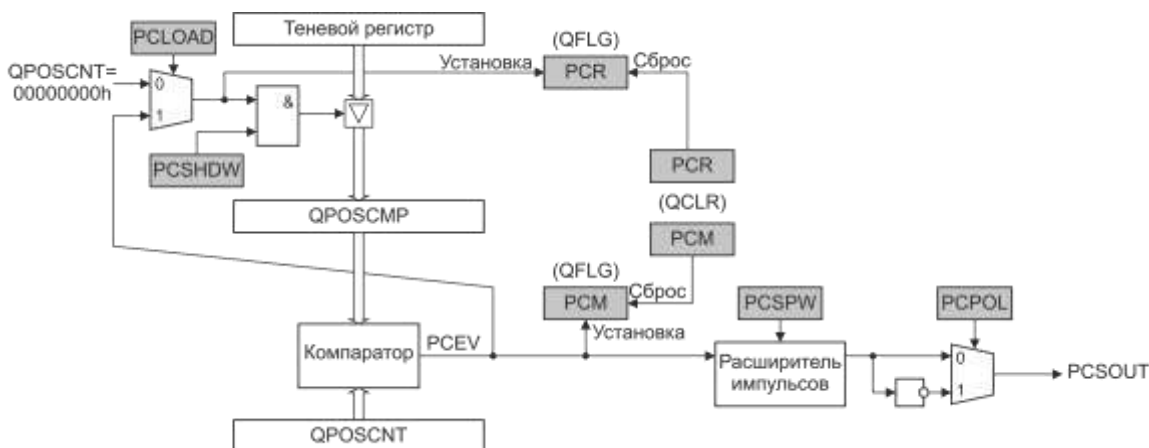 Теневой регистр
PCLOAD
(QFLG)
Установка
PCR
Сброс
QPOSCNT=
00000000h
0
1
&
PCSHDW
PCR
(QCLR)
QPOSCMP
PCM
(QFLG)
PCM
Сброс
PCSPW
PCPOL
Установка
Компаратор
PCEV
Расширитель
импульсов
0
1
PCSOUT
QPOSCNT